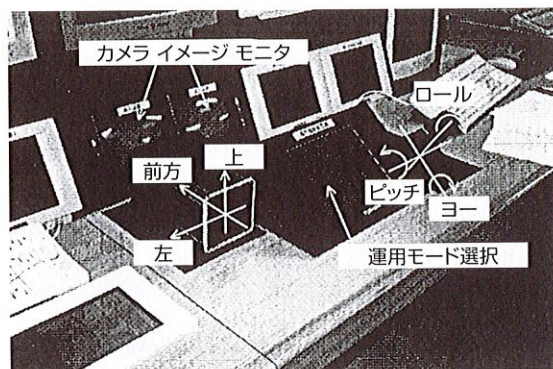 カメラ イメージ モニタ
ロール
上
前方
ピッチ
ヨー
左
運用モード選択